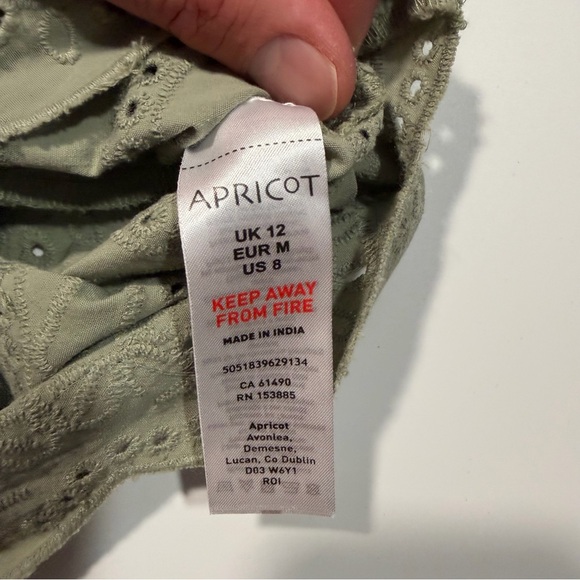 APRICOT
UK 12
EUR M
US 8
KEEP AWAY
FROM FIRE
MADE IN INDIA
5051839629134
CA 61490
RN 153885
Apricot
Avonlea,
Demesne,
Lucan, Co Dublin
D03 W6Y1
ROI